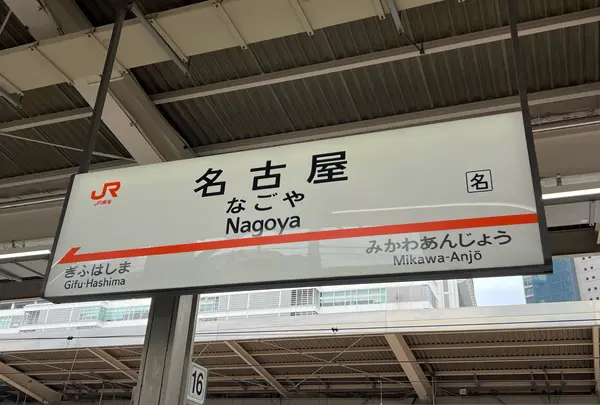 JR
JR東海
名古屋
名
なごや
Nagoya
ぎふはしま
Gifu-Hashima
みかわあんじょう
Mikawa-Anjō
16